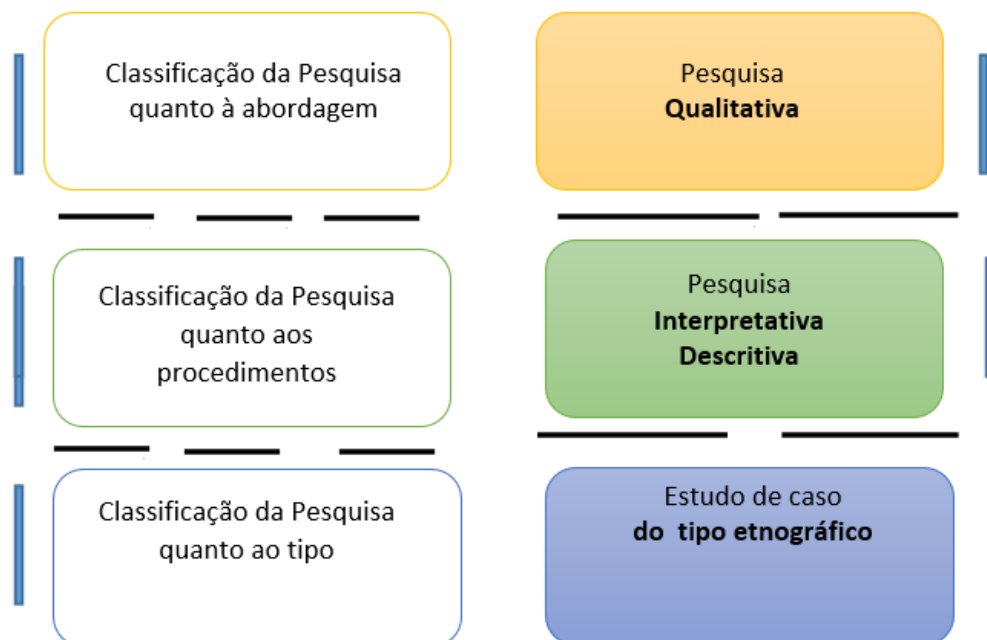 Classificação da Pesquisa
quanto à abordagem
Pesquisa
Qualitativa
Classificação da Pesquisa
quanto aos
procedimentos
Pesquisa
Interpretativa
Descritiva
Classificação da Pesquisa
quanto ao tipo
Estudo de caso
do tipo etnográfico